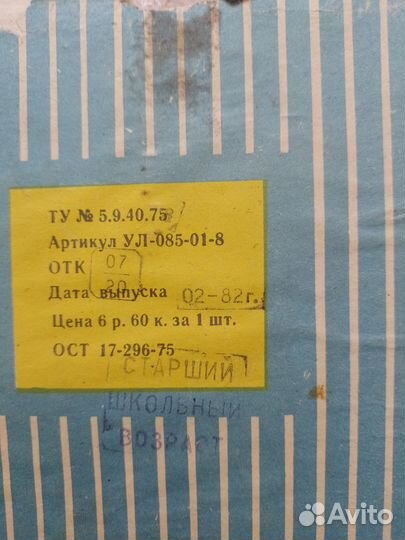 ТУ № 5.9.40.75
Артикул УЛ-085-01-8
ОТК 07
20
Дата выпуска 02-82г.
Цена 6 р. 60 к. за 1 шт.
ОСТ 17-296-75
СТАРШИЙ
ШКОЛЬНЫЙ
ВОЗРАСТ
Avito